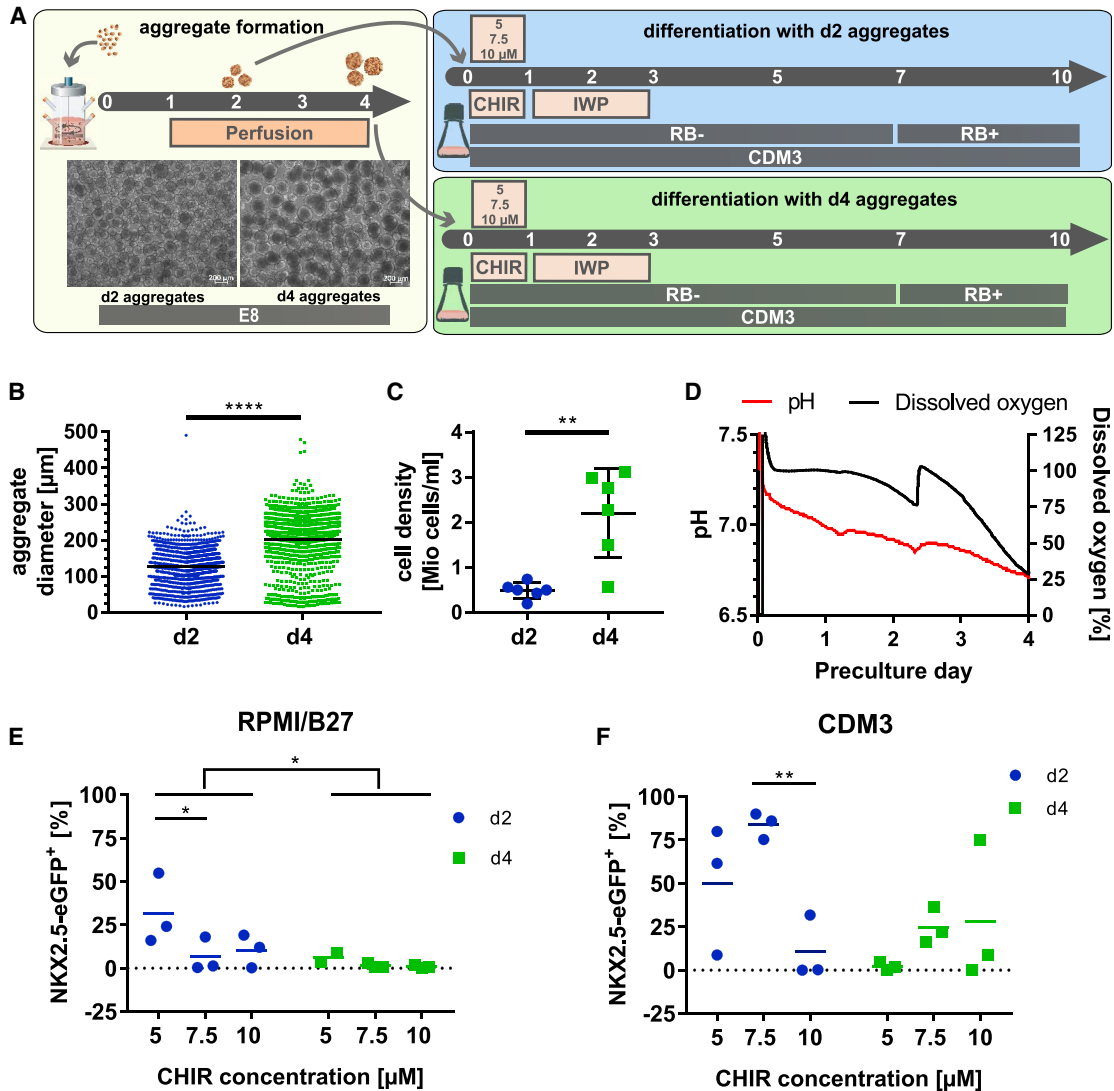 A
aggregate formation
0 1 2 3 4
Perfusion
200 µm
200 µm
d2 aggregates d4 aggregates
E8
differentiation with d2 aggregates
5
7.5
10 µM
0 1 2 3 5 7 10
CHIR IWP
RB- RB+
CDM3
differentiation with d4 aggregates
5
7.5
10 µM
0 1 2 3 5 7 10
CHIR IWP
RB- RB+
CDM3
B
****
aggregate
diameter [µm]
500
400
300
200
100
0
d2 d4
C
**
cell density
[Mio cells/ml]
4
3
2
1
0
d2 d4
D
pH Dissolved oxygen
pH
7.5
7.0
6.5
Dissolved oxygen [%]
125
100
75
50
25
0
0 1 2 3 4
Preculture day
RPMI/B27
E
*
*
NKX2.5-eGFP+ [%]
100
75
50
25
0
-25
d2
d4
5 7.5 10 5 7.5 10
CHIR concentration [µM]
CDM3
F
**
NKX2.5-eGFP+ [%]
100
75
50
25
0
-25
d2
d4
5 7.5 10 5 7.5 10
CHIR concentration [µM]